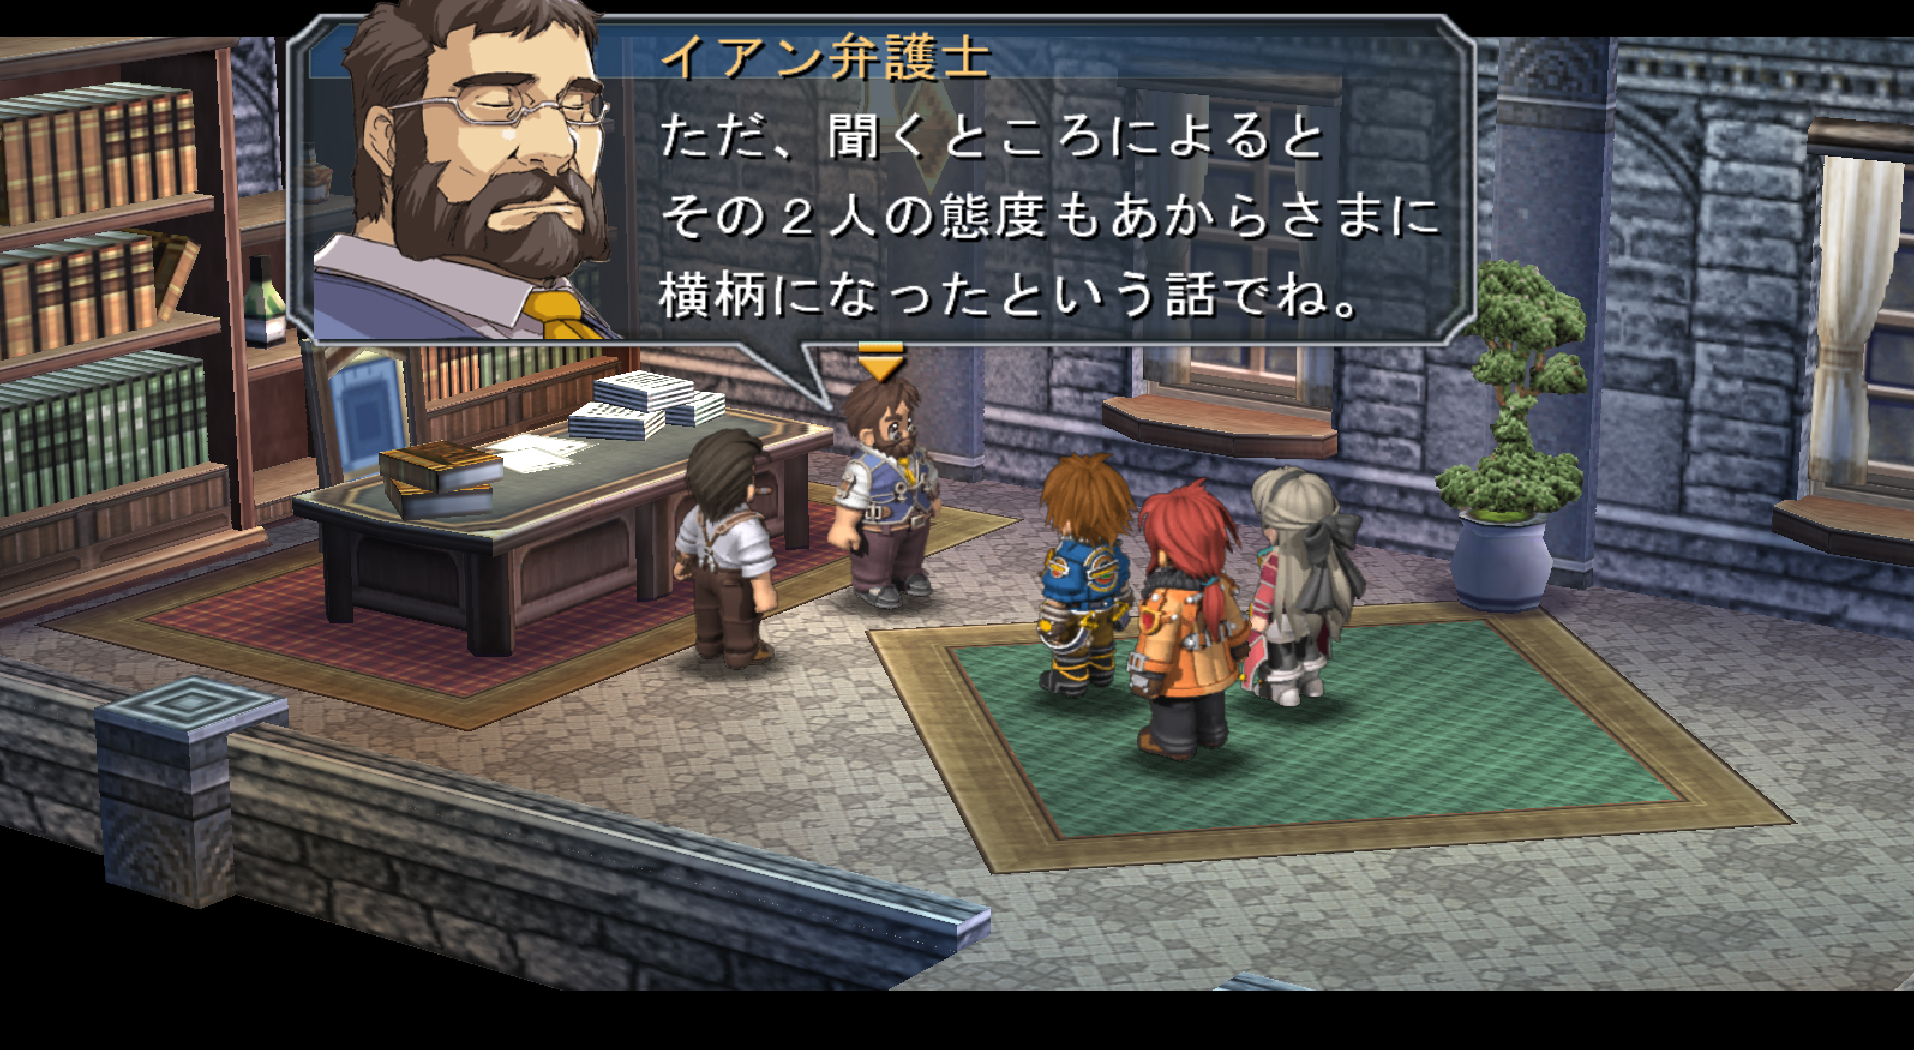 イアン弁護士
ただ、聞くところによると
その２人の態度もあからさまに
横柄になったという話でね。